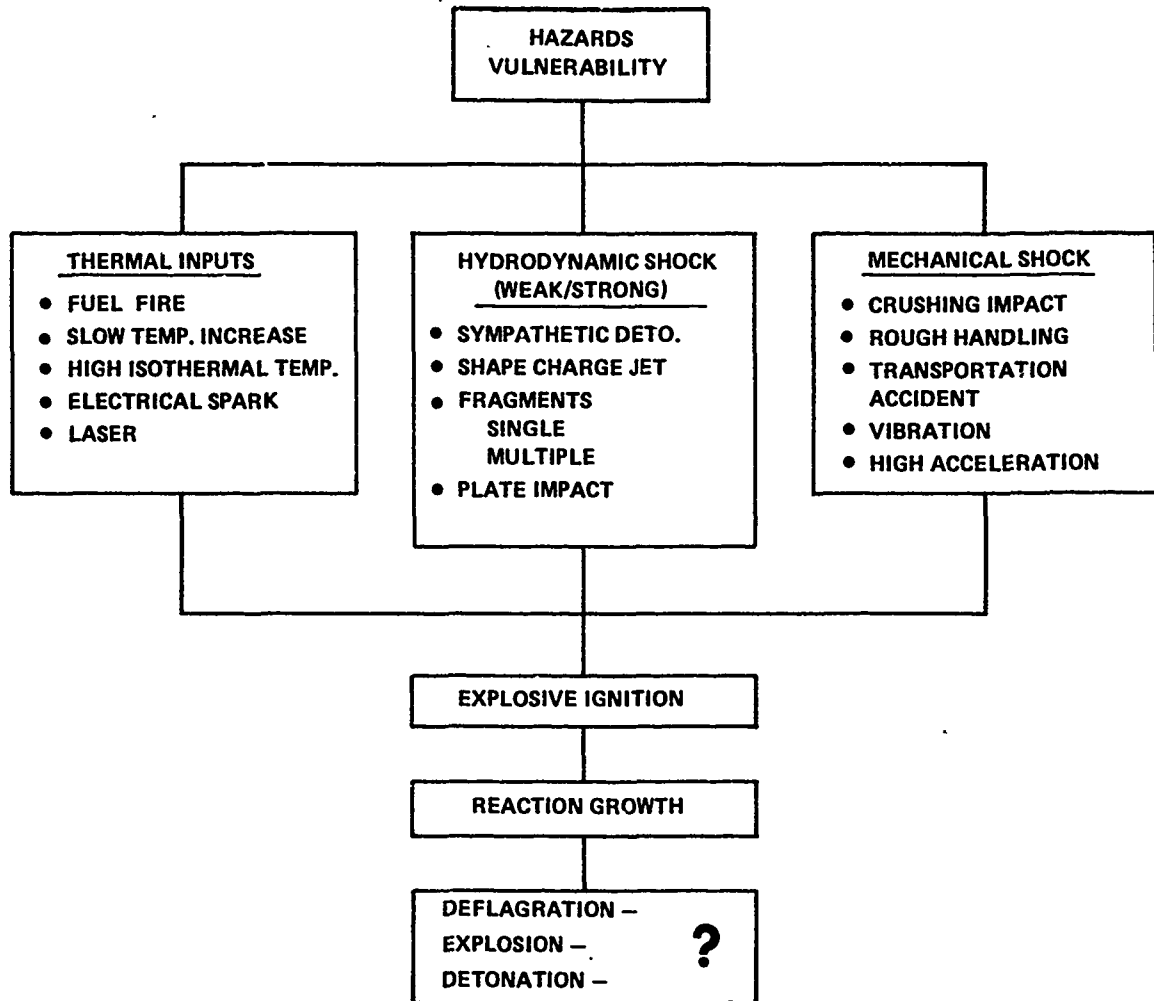 HAZARDS
VULNERABILITY
THERMAL INPUTS
● FUEL FIRE
● SLOW TEMP. INCREASE
● HIGH ISOTHERMAL TEMP.
● ELECTRICAL SPARK
● LASER
HYDRODYNAMIC SHOCK
(WEAK/STRONG)
● SYMPATHETIC DETO.
● SHAPE CHARGE JET
● FRAGMENTS
SINGLE
MULTIPLE
● PLATE IMPACT
MECHANICAL SHOCK
● CRUSHING IMPACT
● ROUGH HANDLING
● TRANSPORTATION
ACCIDENT
● VIBRATION
● HIGH ACCELERATION
EXPLOSIVE IGNITION
REACTION GROWTH
DEFLAGRATION –
EXPLOSION –
DETONATION –
?